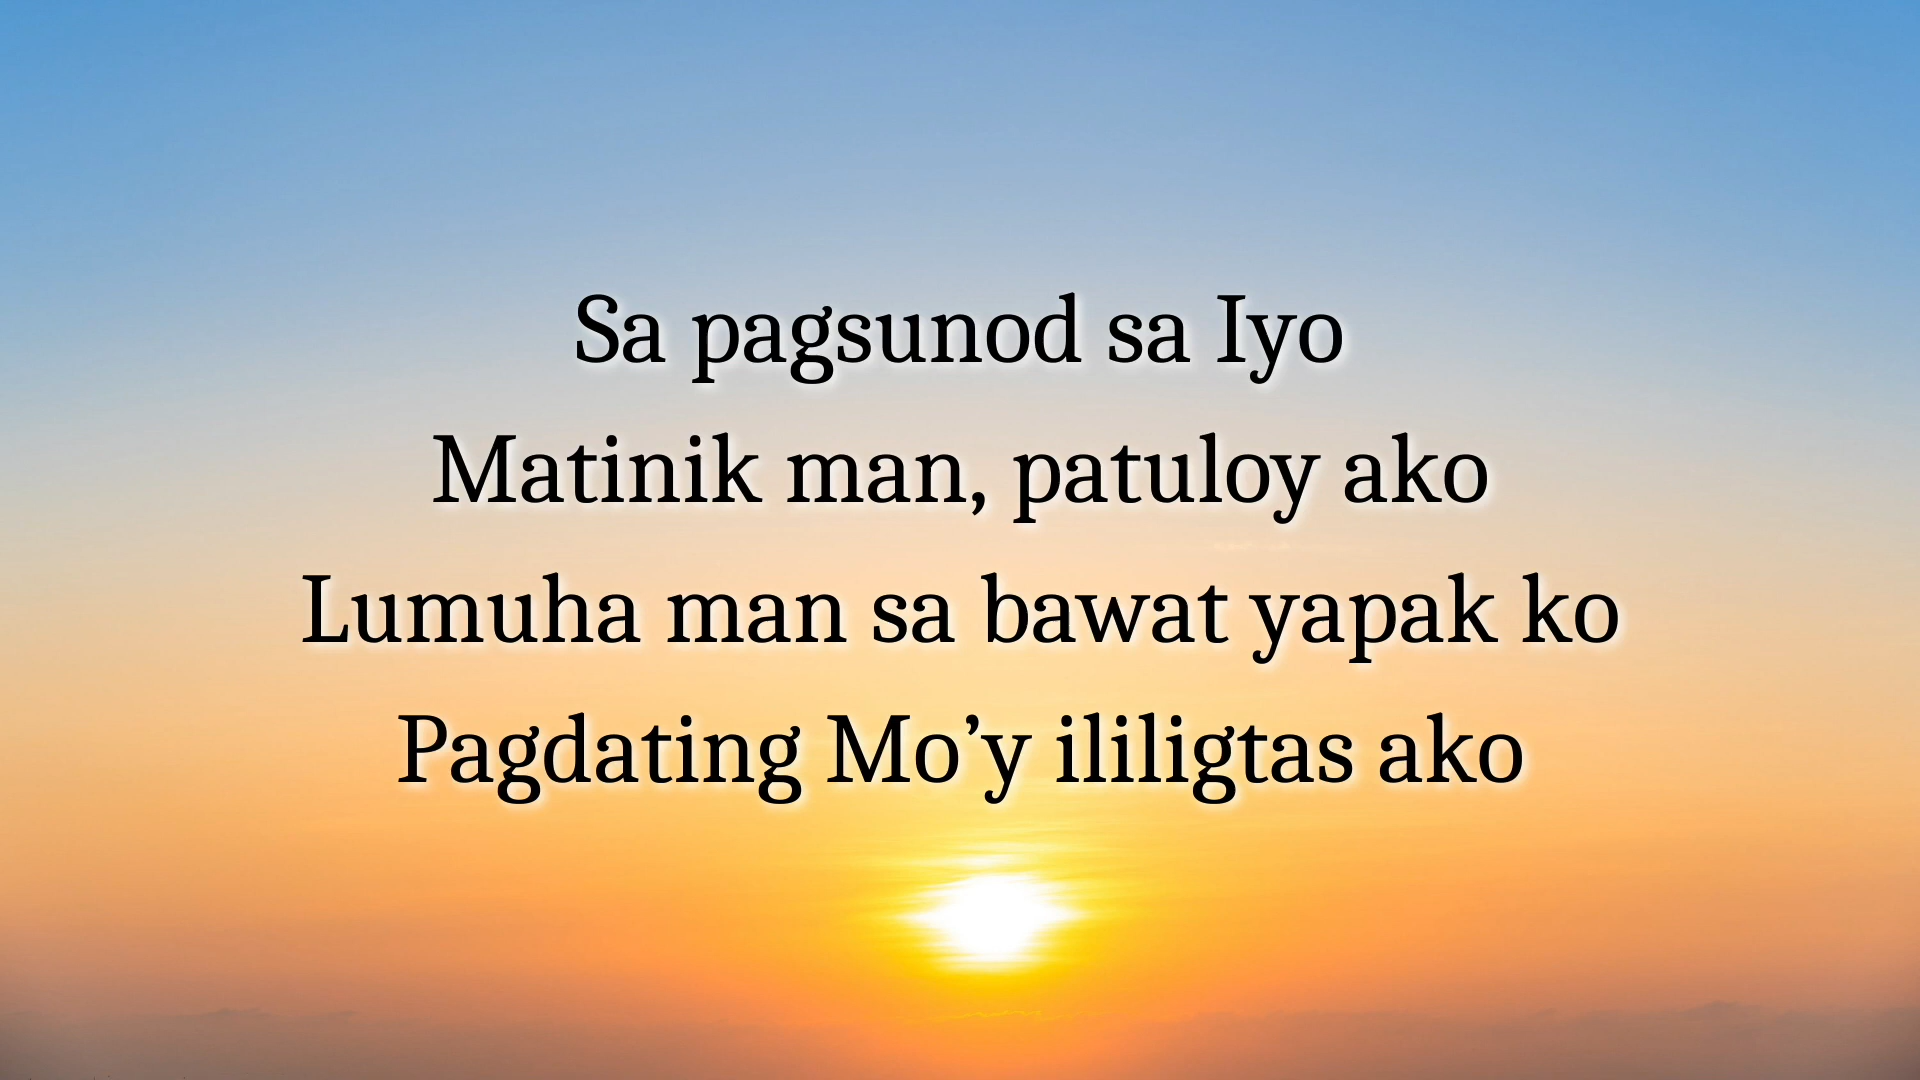 Sa pagsunod sa Iyo
Matinik man, patuloy ako
Lumuha man sa bawat yapak ko
Pagdating Mo’y ililigtas ako